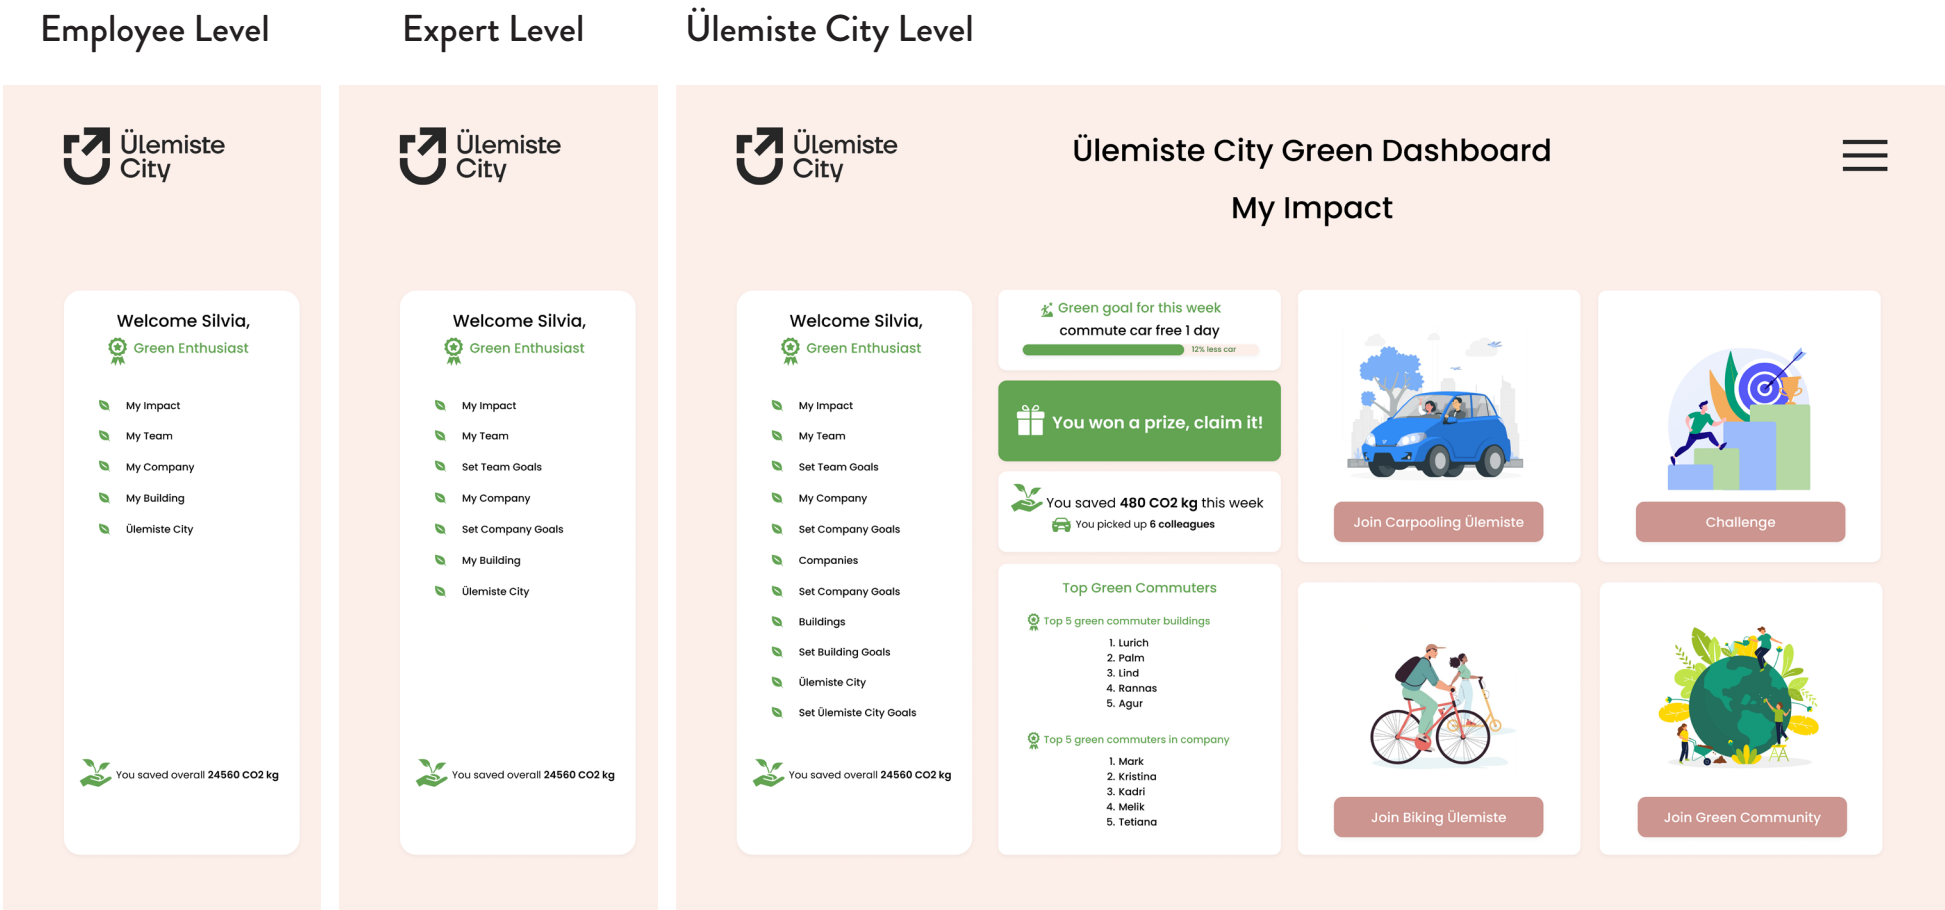 Employee Level
Expert Level
Ülemiste City Level
Ülemiste
City
Welcome Silvia,
Green Enthusiast
My Impact
My Team
My Company
My Building
Ülemiste City
You saved overall 24560 CO2 kg
Ülemiste
City
Welcome Silvia,
Green Enthusiast
My Impact
My Team
Set Team Goals
My Company
Set Company Goals
My Building
Ülemiste City
You saved overall 24560 CO2 kg
Ülemiste
City
Ülemiste City Green Dashboard
My Impact
Welcome Silvia,
Green Enthusiast
My Impact
My Team
Set Team Goals
My Company
Set Company Goals
Companies
Set Company Goals
Buildings
Set Building Goals
Ülemiste City
Set Ülemiste City Goals
You saved overall 24560 CO2 kg
Green goal for this week
commute car free 1 day
12% less car
You won a prize, claim it!
You saved 480 CO2 kg this week
You picked up 6 colleagues
Top Green Commuters
Top 5 green commuter buildings
1. Lurich
2. Palm
3. Lind
4. Rannas
5. Agur
Top 5 green commuters in company
1. Mark
2. Kristina
3. Kadri
4. Melik
5. Tetiana
Join Carpooling Ülemiste
Challenge
Join Biking Ülemiste
Join Green Community